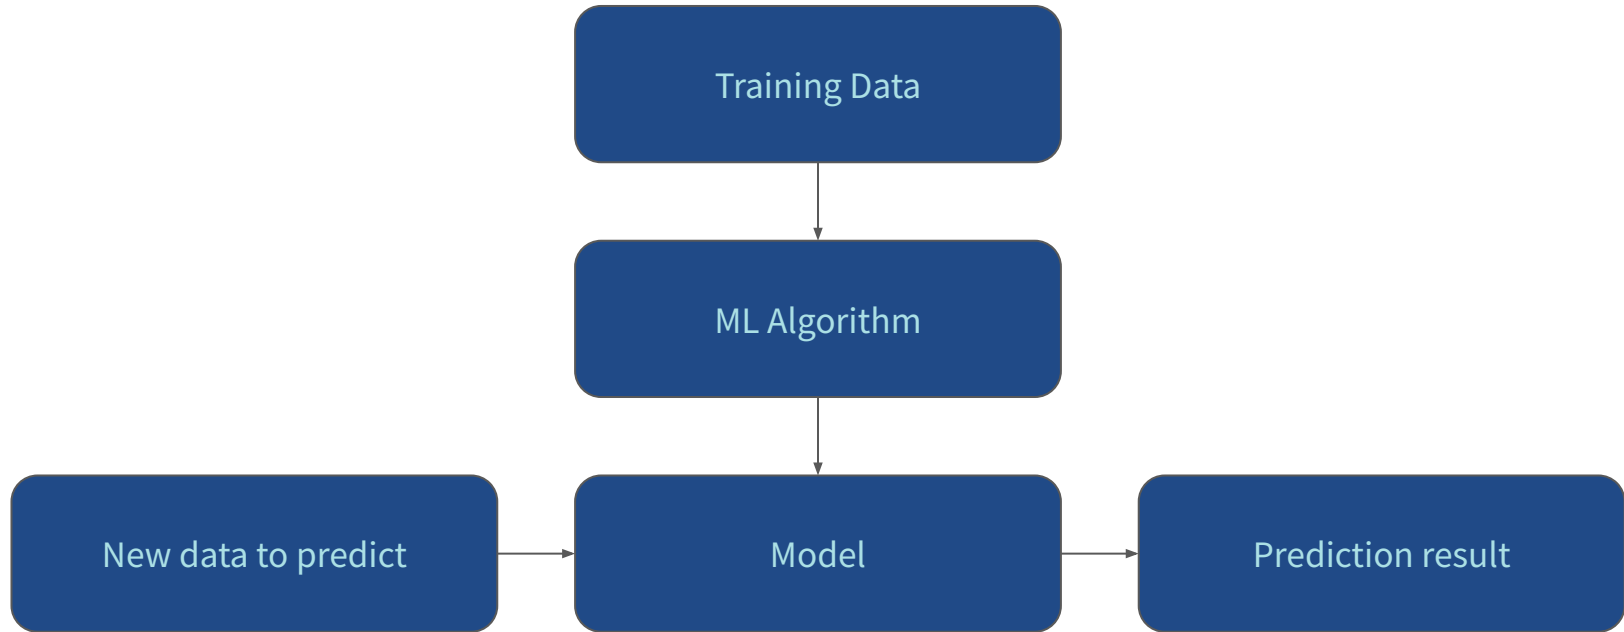 Training Data
ML Algorithm
New data to predict
Model
Prediction result